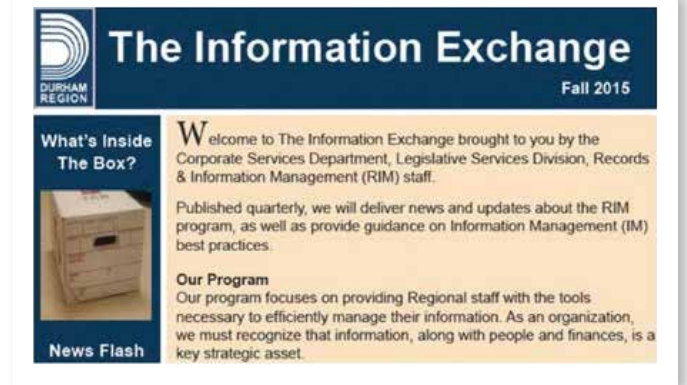 DURHAM
REGION
The Information Exchange
Fall 2015
What's Inside
The Box?
News Flash
Welcome to The Information Exchange brought to you by the
Corporate Services Department, Legislative Services Division, Records
& Information Management (RIM) staff.
Published quarterly, we will deliver news and updates about the RIM
program, as well as provide guidance on Information Management (IM)
best practices.
Our Program
Our program focuses on providing Regional staff with the tools
necessary to efficiently manage their information. As an organization,
we must recognize that information, along with people and finances, is a
key strategic asset.